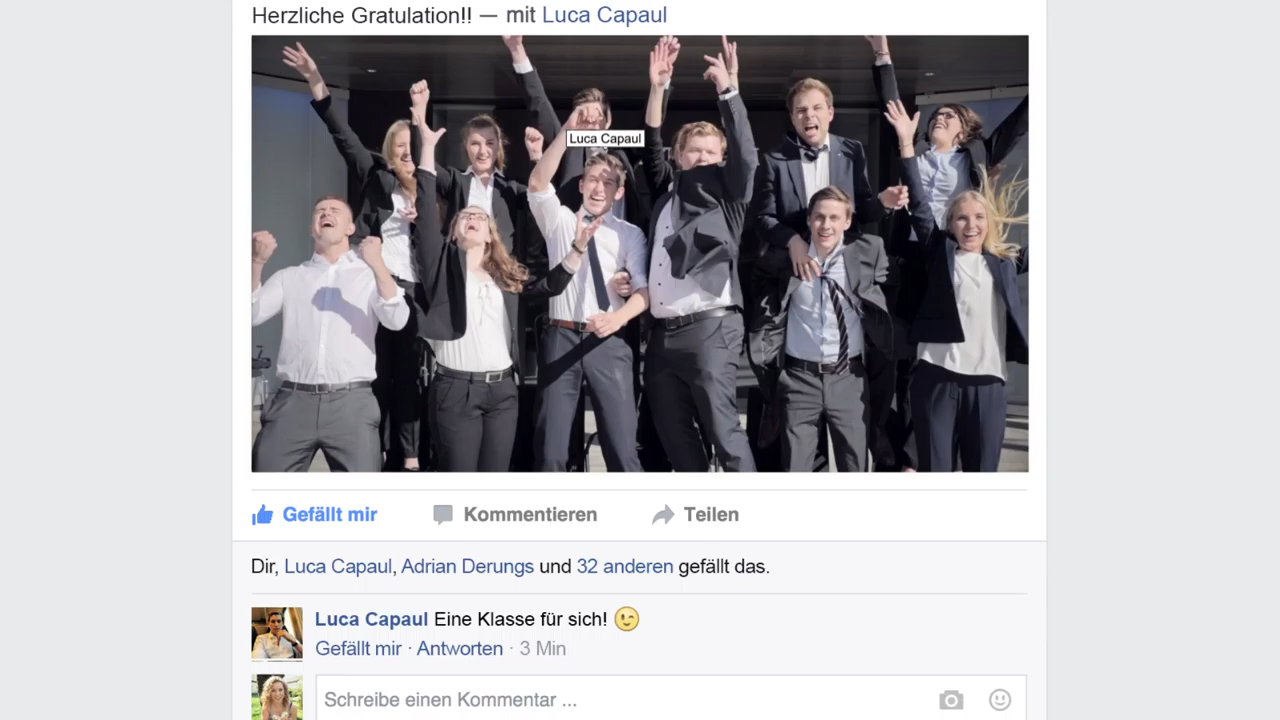 Herzliche Gratulation!! — mit Luca Capaul
Luca Capaul
Gefällt mir Kommentieren Teilen
Dir, Luca Capaul, Adrian Derungs und 32 anderen gefällt das.
Luca Capaul Eine Klasse für sich! 😉
Gefällt mir · Antworten · 3 Min
Schreibe einen Kommentar ...